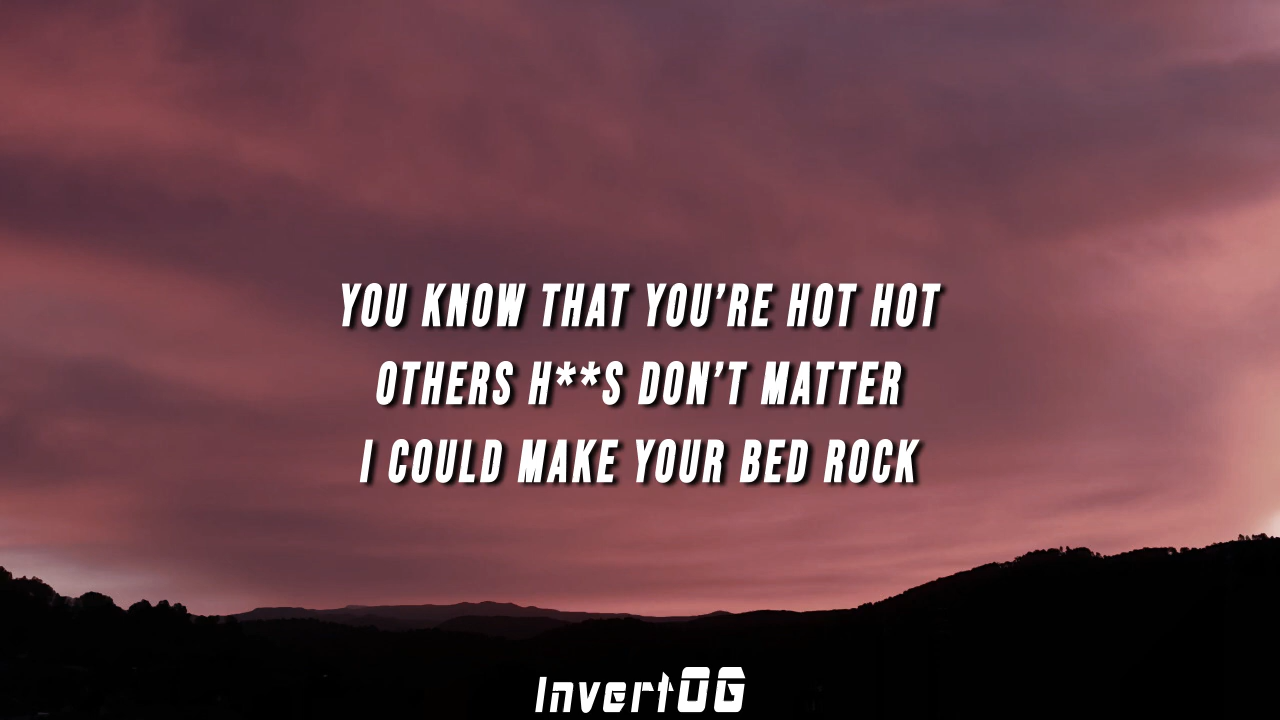 YOU KNOW THAT YOU'RE HOT HOT
OTHERS H**S DON'T MATTER
I COULD MAKE YOUR BED ROCK
InvertOG